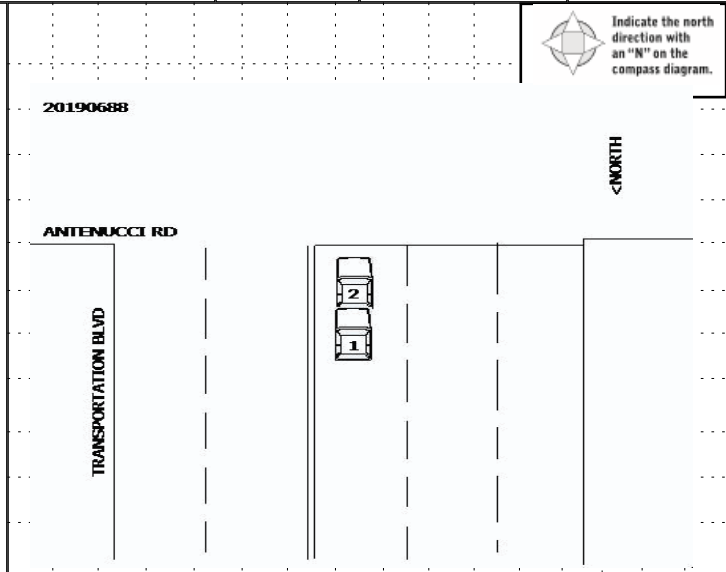 Indicate the north
direction with
an "N" on the
compass diagram.
20190688
<NORTH
ANTENUCCI RD
2
1
TRANSPORTATION BLVD